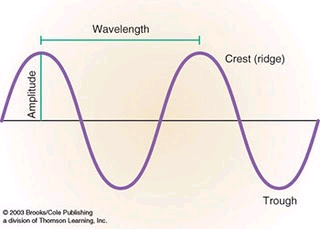 Wavelength
Crest (ridge)
Amplitude
Trough
© 2003 Brooks/Cole Publishing
a division of Thomson Learning, Inc.